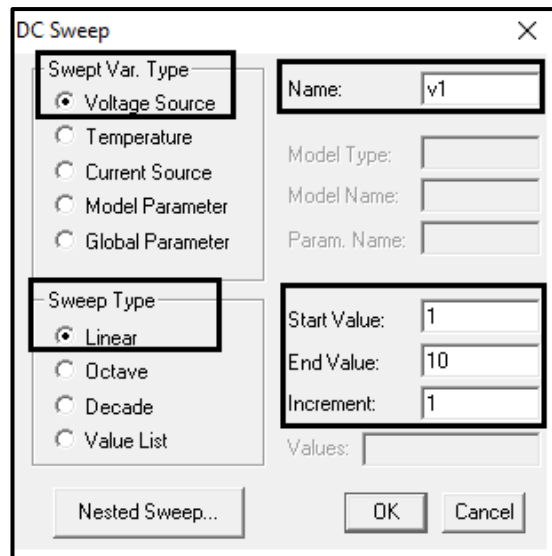 DC Sweep
Swept Var. Type
Voltage Source
Temperature
Current Source
Model Parameter
Global Parameter
Name: v1
Model Type:
Model Name:
Param. Name:
Sweep Type
Linear
Octave
Decade
Value List
Start Value: 1
End Value: 10
Increment: 1
Values:
Nested Sweep...
OK
Cancel